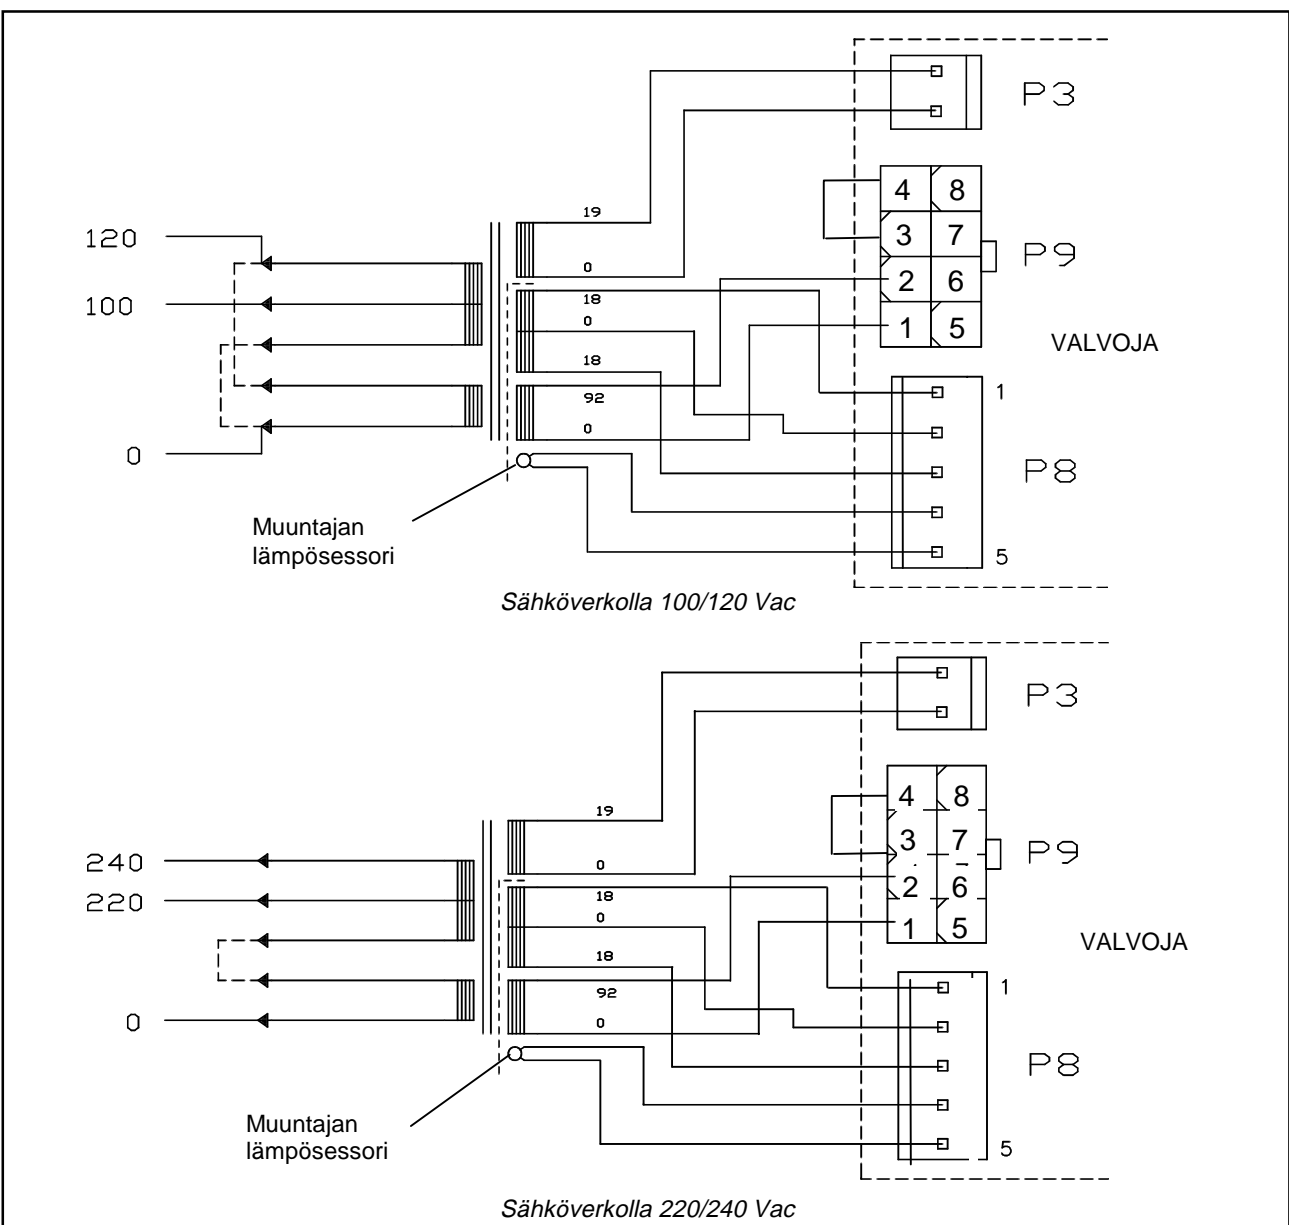 P3
19
4 8
120
3 7
P9
0
2 6
100
18
0
1 5
VALVOJA
18
1
92
0
0
P8
Muuntajan
lämpösessori
5
Sähköverkolla 100/120 Vac
P3
4 8
19
3 7
P9
240
0
2 6
220
18
0
1 5
VALVOJA
18
92
1
0
0
P8
Muuntajan
lämpösessori
5
Sähköverkolla 220/240 Vac